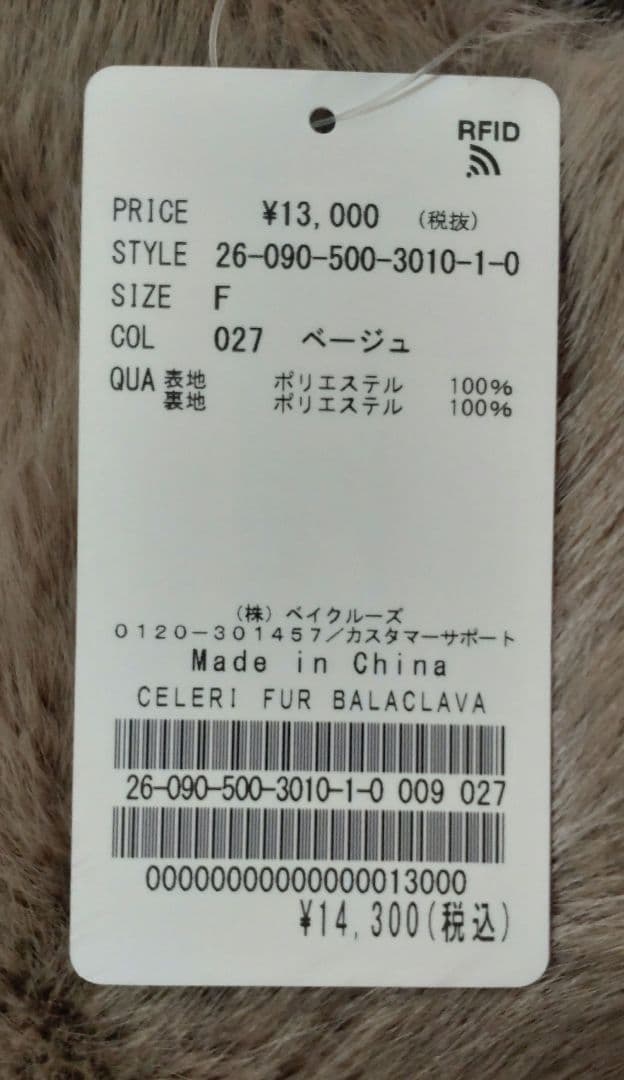 RFID
PRICE ¥13,000 (税抜)
STYLE 26-090-500-3010-1-0
SIZE F
COL 027 ベージュ
QUA 表地 ポリエステル 100%
裏地 ポリエステル 100%
(株) ベイクルーズ
0120-301457/カスタマーサポート
Made in China
CELERI FUR BALACLAVA
26-090-500-3010-1-0 009 027
00000000000000013000
¥14,300(税込)